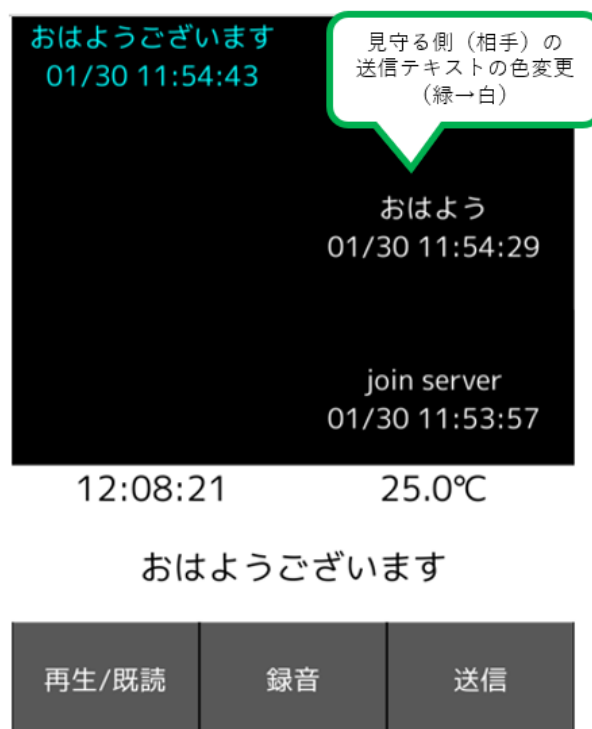 おはようございます
01/30 11:54:43
見守る側（相手）の
送信テキストの色変更
（緑→白）
おはよう
01/30 11:54:29
join server
01/30 11:53:57
12:08:21 25.0℃
おはようございます
再生/既読 録音 送信